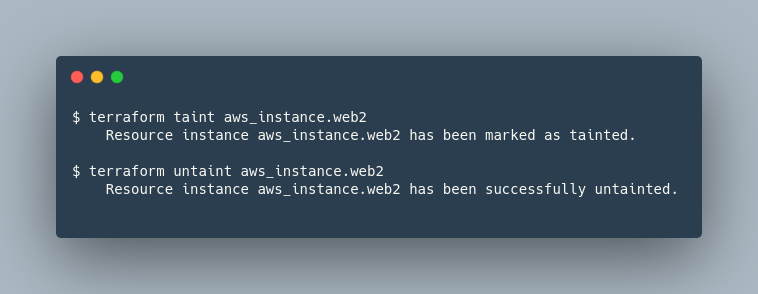 $ terraform taint aws_instance.web2
Resource instance aws_instance.web2 has been marked as tainted.
$ terraform untaint aws_instance.web2
Resource instance aws_instance.web2 has been successfully untainted.